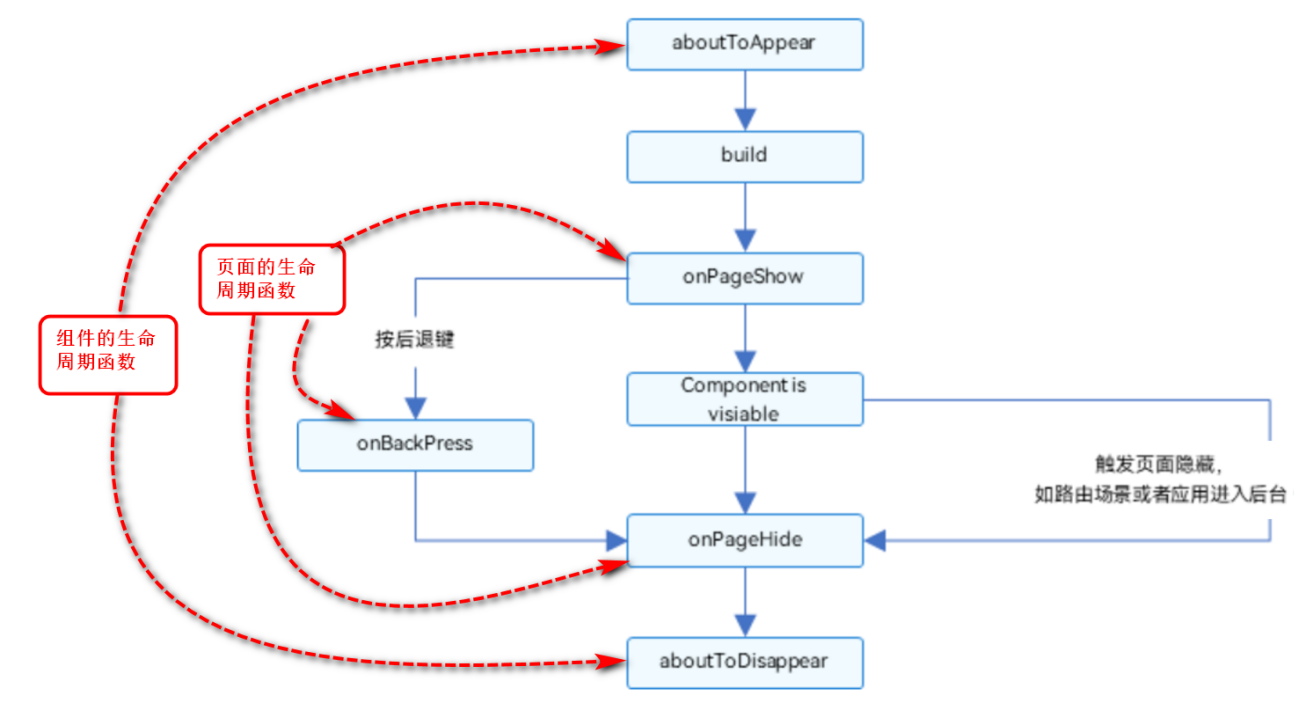 aboutToAppear
build
页面的生命
周期函数
onPageShow
组件的生命
周期函数
按后退键
Component is
visiable
onBackPress
触发页面隐藏,
如路由场景或者应用进入后台
onPageHide
aboutToDisappear